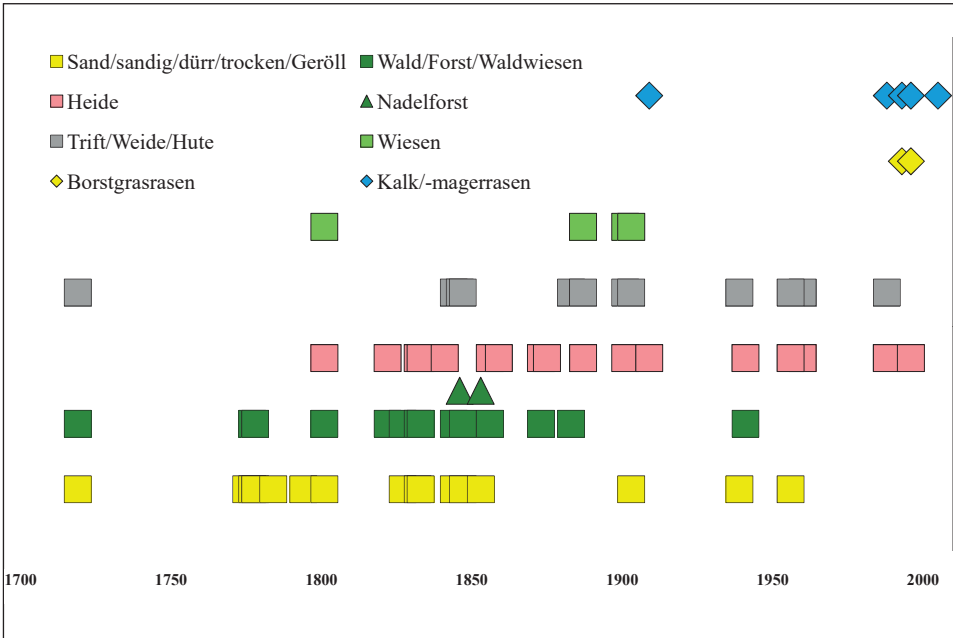 Sand/sandig/dürr/trocken/Geröll Wald/Forst/Waldwiesen
Heide Nadelforst
Trift/Weide/Hute Wiesen
Borstgrasrasen Kalk/-magerrasen
1700 1750 1800 1850 1900 1950 2000